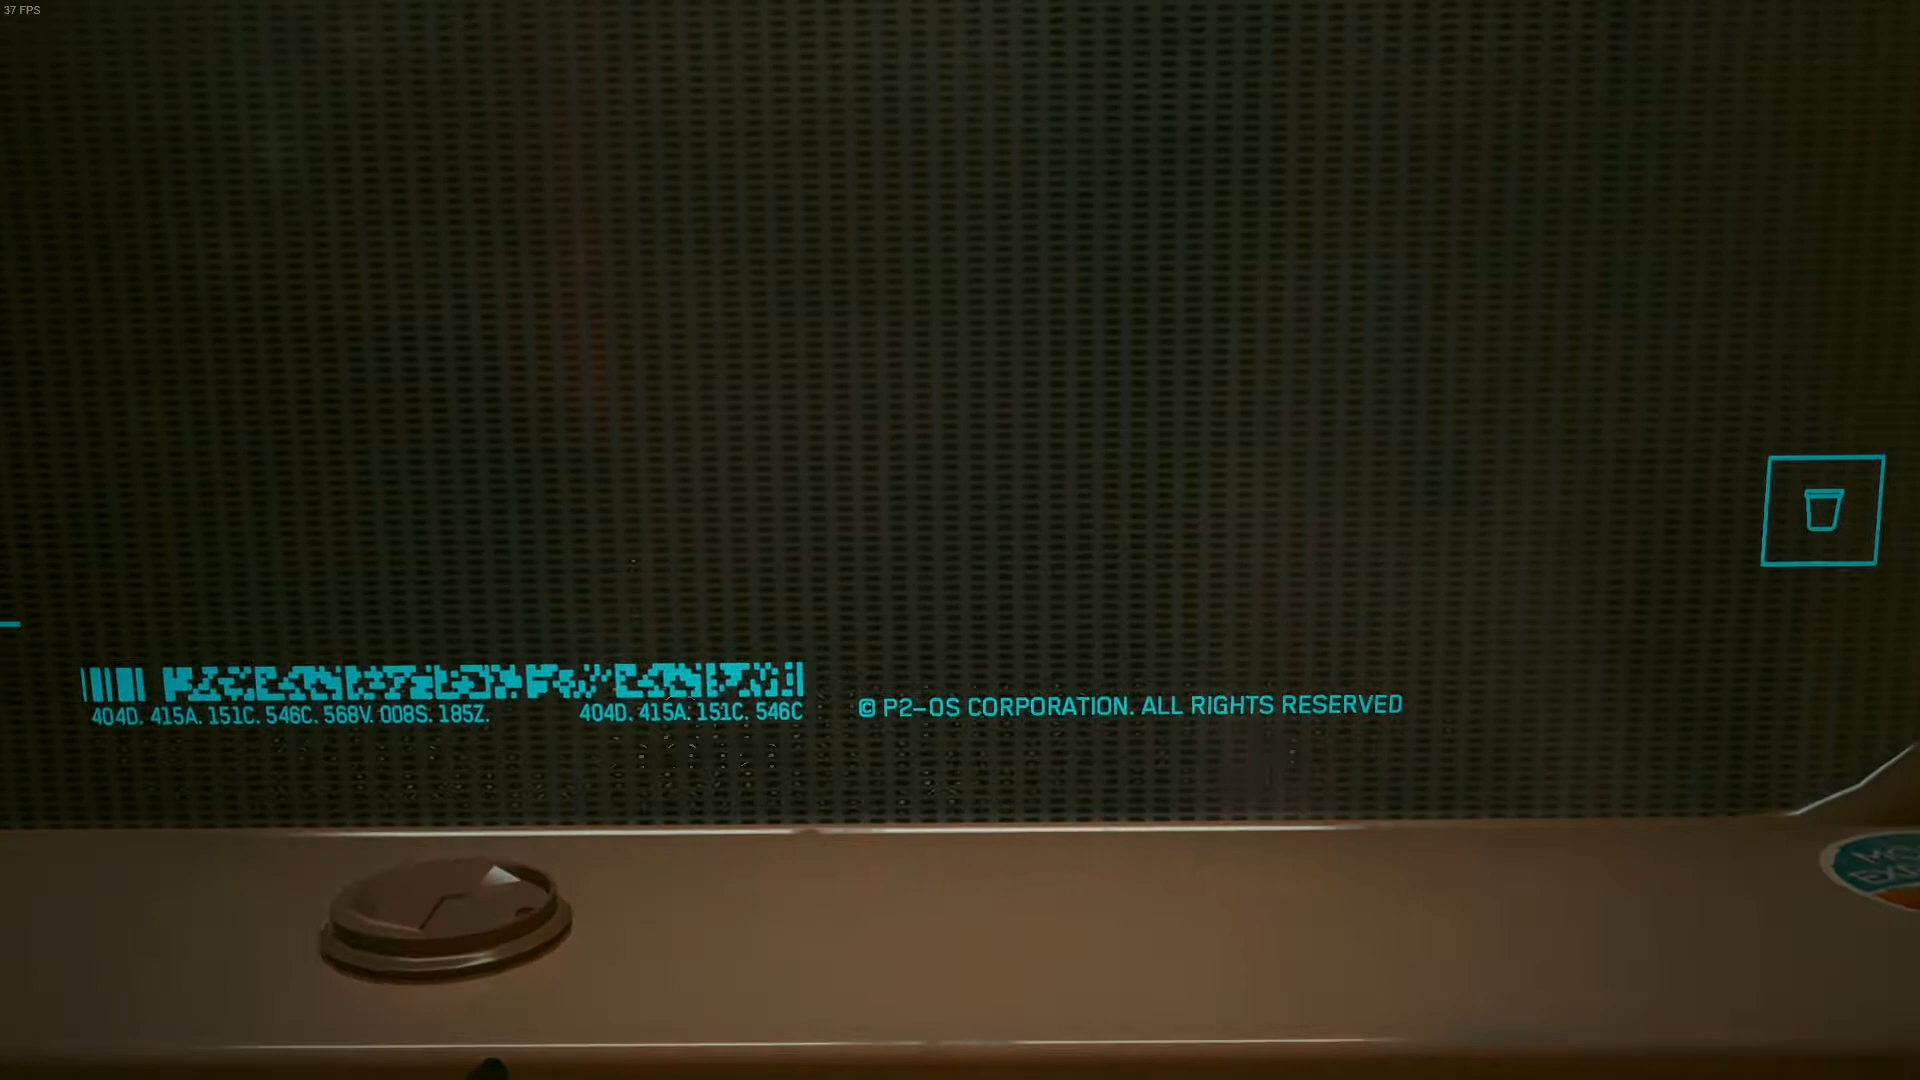 37 FPS
404D. 415A. 151C. 546C. 568V. 008S. 185Z.
404D. 415A. 151C. 546C
© P2-OS CORPORATION. ALL RIGHTS RESERVED